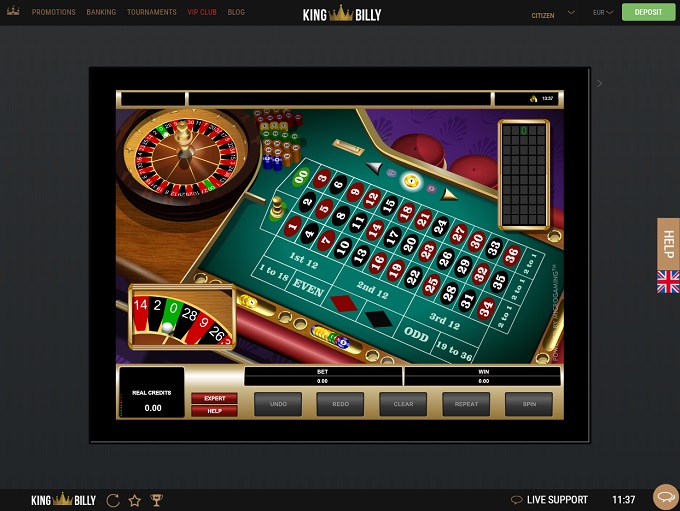 PROMOTIONS BANKING TOURNAMENTS VIP CLUB BLOG
KING BILLY
CITIZEN
EUR
DEPOSIT
13:37
0
00 3 6 9 12 15 18 21 24 27 30 33 36 2 to 1
2 5 8 11 14 17 20 23 26 29 32 35 2 to 1
1 4 7 10 13 16 19 22 25 28 31 34 2 to 1
1st 12 2nd 12 3rd 12
1 to 18 EVEN ODD 19 to 36
14 2 0 28 9 26
POWERED BY MICROGAMING™
HELP
REAL CREDITS
0.00
EXPERT
HELP
BET
0.00
WIN
0.00
UNDO REDO CLEAR REPEAT SPIN
KING BILLY
LIVE SUPPORT
11:37